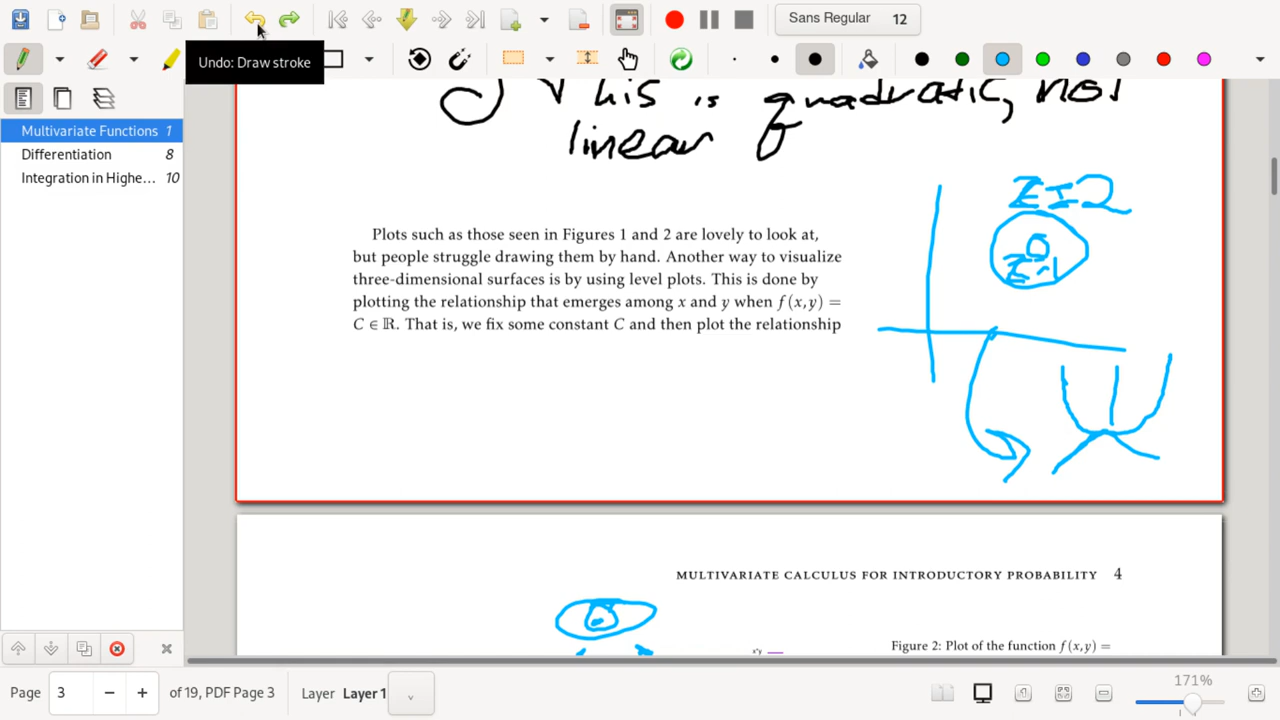 Sans Regular 12
Undo: Draw stroke
Multivariate Functions 1
Differentiation 8
Integration in Highe... 10
This is quadratic, not
linear
z=2
z=1
Plots such as those seen in Figures 1 and 2 are lovely to look at,
but people struggle drawing them by hand. Another way to visualize
three-dimensional surfaces is by using level plots. This is done by
plotting the relationship that emerges among x and y when f(x,y) =
C ∈ ℝ. That is, we fix some constant C and then plot the relationship
MULTIVARIATE CALCULUS FOR INTRODUCTORY PROBABILITY 4
Figure 2: Plot of the function f(x,y) =
Page 3 of 19, PDF Page 3 Layer Layer 1 171%